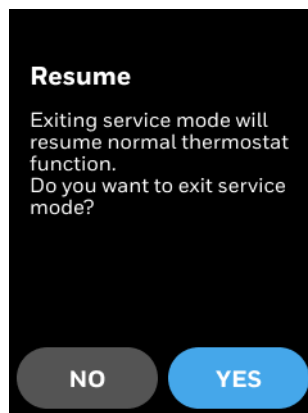 Resume
Exiting service mode will
resume normal thermostat
function.
Do you want to exit service
mode?
NO
YES